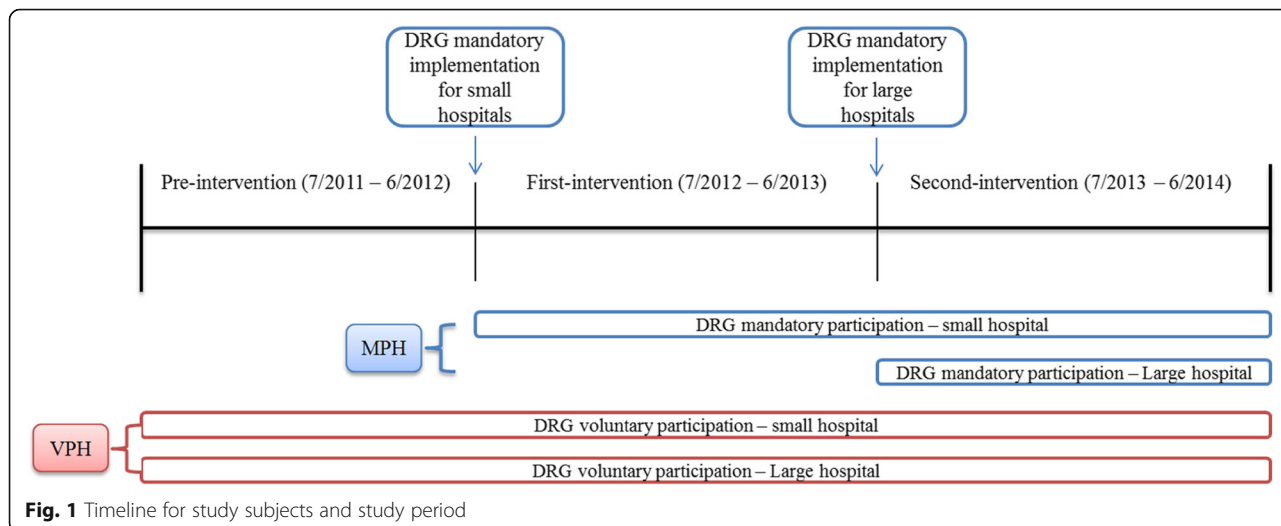 DRG mandatory
implementation
for small
hospitals
DRG mandatory
implementation
for large
hospitals
Pre-intervention (7/2011 – 6/2012)
First-intervention (7/2012 – 6/2013)
Second-intervention (7/2013 – 6/2014)
MPH
DRG mandatory participation – small hospital
DRG mandatory participation – Large hospital
VPH
DRG voluntary participation – small hospital
DRG voluntary participation – Large hospital
Fig. 1 Timeline for study subjects and study period